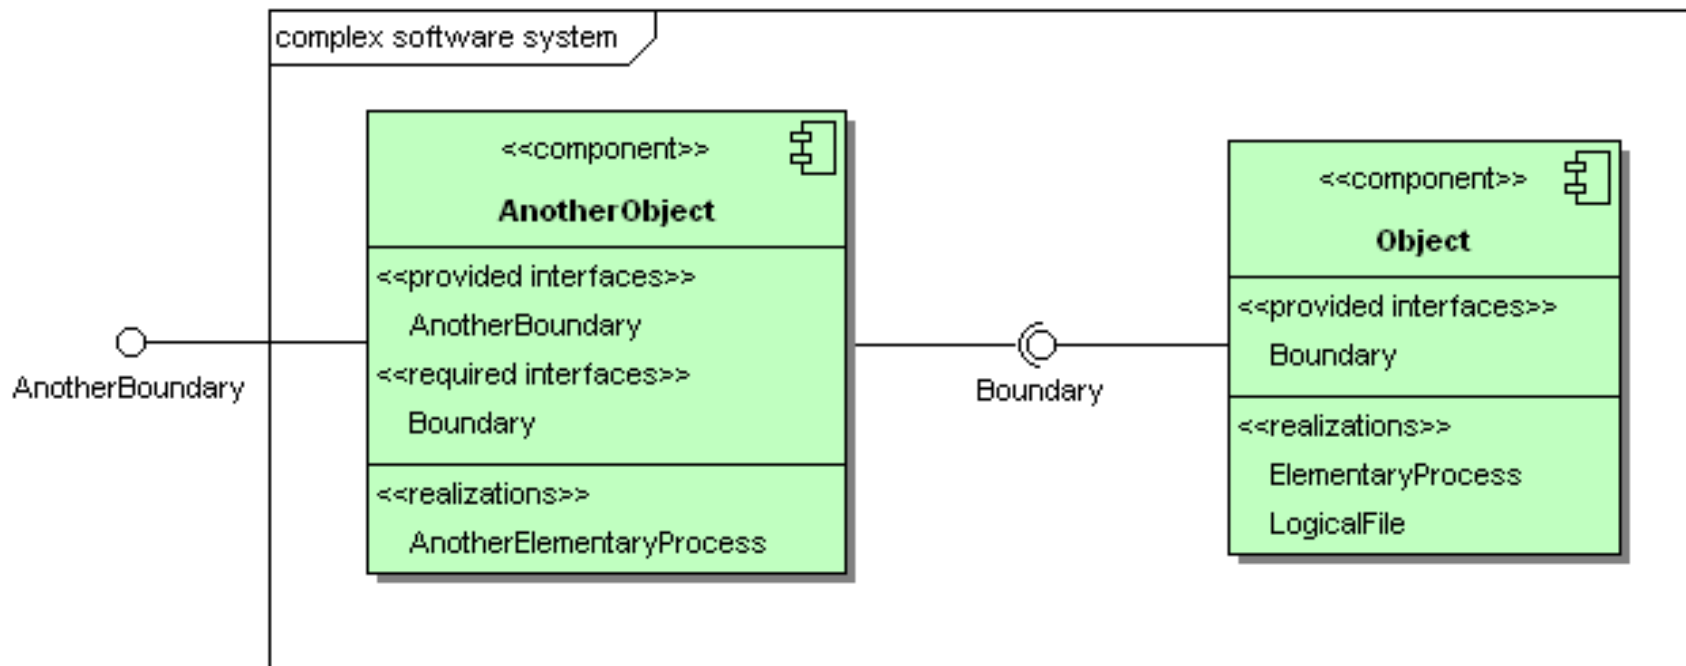 complex software system
<<component>>
AnotherObject
<<provided interfaces>>
AnotherBoundary
<<required interfaces>>
Boundary
<<realizations>>
AnotherElementaryProcess
AnotherBoundary
Boundary
<<component>>
Object
<<provided interfaces>>
Boundary
<<realizations>>
ElementaryProcess
LogicalFile